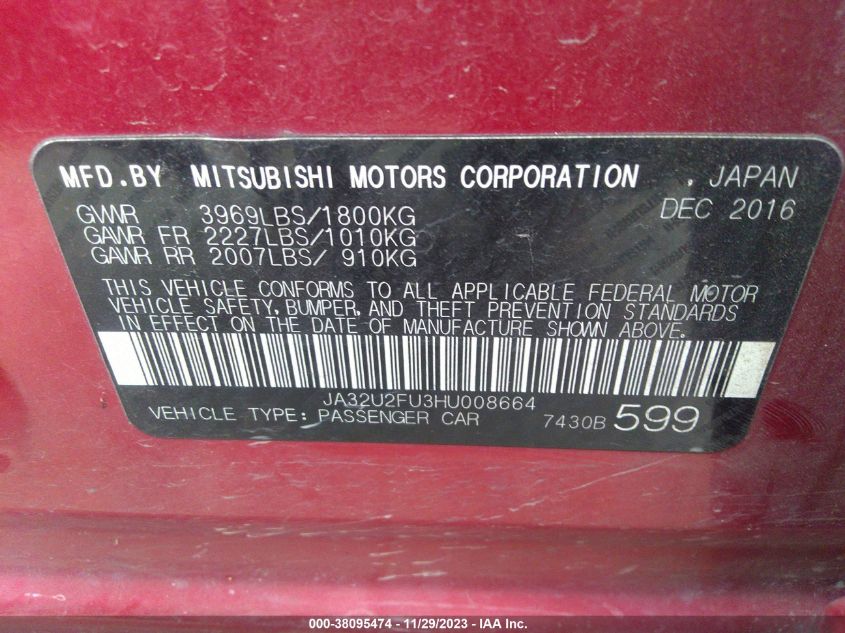 MFD.BY MITSUBISHI MOTORS CORPORATION , JAPAN
GVWR 3969LBS/1800KG DEC 2016
GAWR FR 2227LBS/1010KG
GAWR RR 2007LBS/ 910KG
THIS VEHICLE CONFORMS TO ALL APPLICABLE FEDERAL MOTOR
VEHICLE SAFETY, BUMPER, AND THEFT PREVENTION STANDARDS
IN EFFECT ON THE DATE OF MANUFACTURE SHOWN ABOVE.
JA32U2FU3HU008664
VEHICLE TYPE: PASSENGER CAR 7430B 599
000-38095474 - 11/29/2023 - IAA Inc.